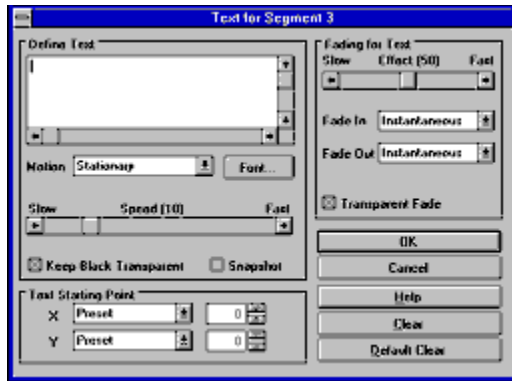 Text for Segment 3
Define Text
Motion Stationary Font...
Slow Speed (10) Fast
Keep Black Transparent Snapshot
Text Starting Point
X Preset 0
Y Preset 0
Fading for Text
Slow Effect (50) Fast
Fade In Instantaneous
Fade Out Instantaneous
Transparent Fade
OK
Cancel
Help
Clear
Default Clear